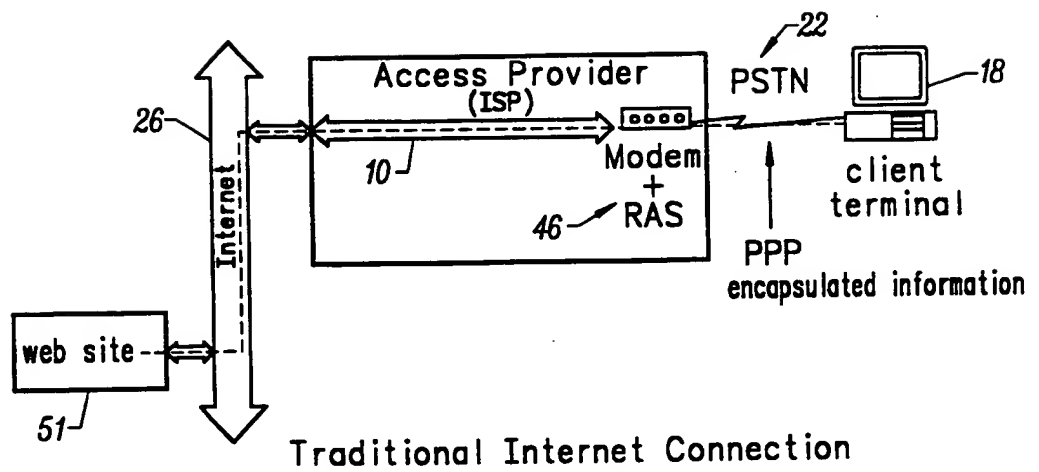 22
Access Provider
(ISP)
PSTN
18
26
10
Modem
+
RAS
46
client
terminal
Internet
PPP
encapsulated information
web site
51
Traditional Internet Connection